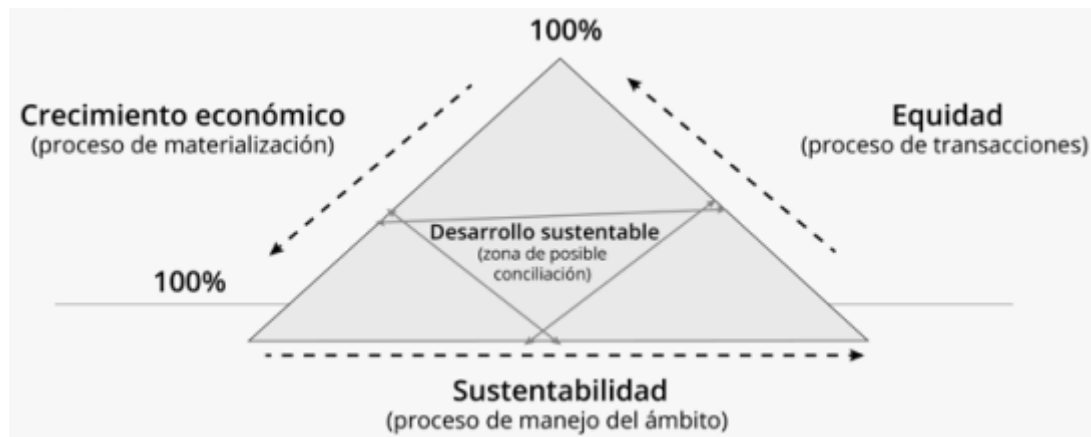 100%
Crecimiento económico
(proceso de materialización)
Equidad
(proceso de transacciones)
Desarrollo sustentable
(zona de posible
conciliación)
100%
Sustentabilidad
(proceso de manejo del ámbito)